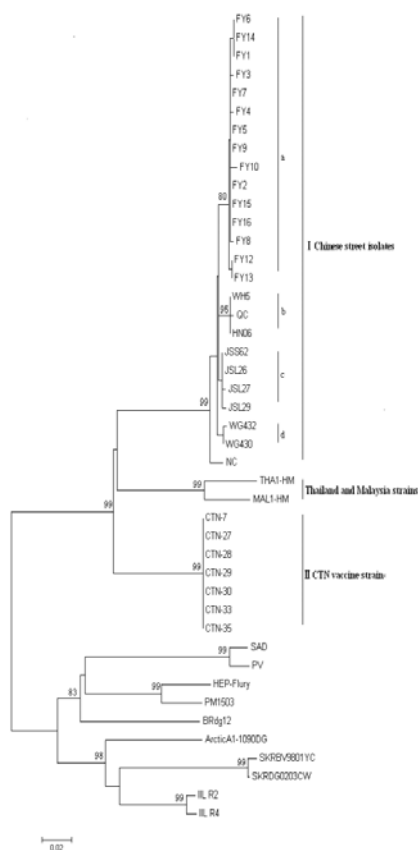 FY6
FY14
FY1
FY3
FY7
FY4
FY5
FY9
a
FY10
FY2
80
FY15
FY16
I Chinese street isolates
FY8
FY12
FY13
WH5
95
QC
b
HN06
JSS62
JSL26
c
JSL27
JSL29
99
WG432
d
WG430
NC
99
THA1-HM
Thailand and Malaysia strains
99
MAL1-HM
CTN-7
CTN-27
CTN-28
99
CTN-29
II CTN vaccine strain-
CTN-30
CTN-33
CTN-35
99
SAD
PV
HEP-Flury
83
99
PM1503
BRdg12
98
ArcticA1-1090DG
SKRBV9801YC
99
SKRDG0203CW
IIL R2
99
IIL R4
0.02